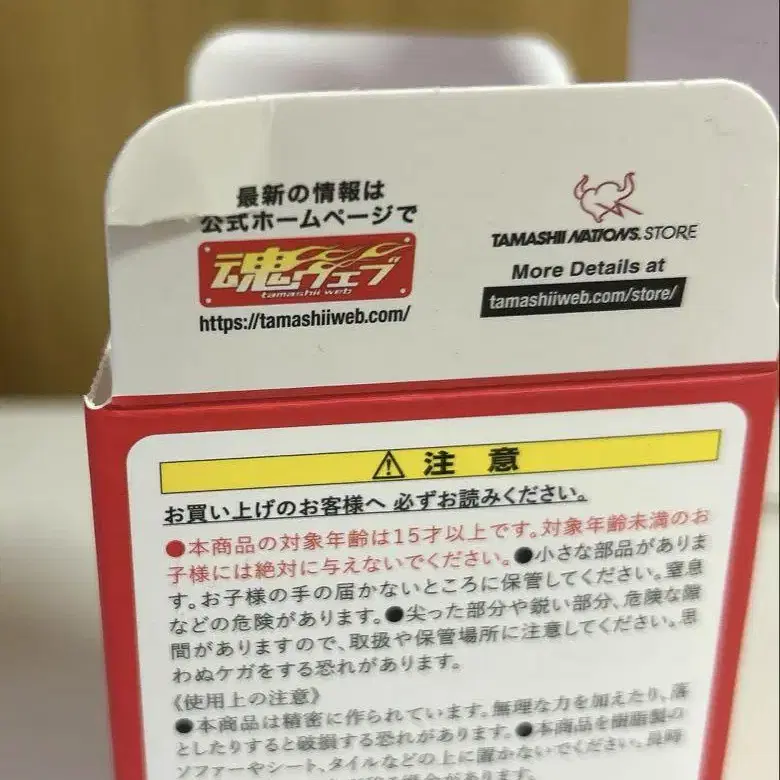 最新の情報は
公式ホームページで
魂ウェブ
tamashii web
https://tamashiiweb.com/
TAMASHII NATIONS. STORE
More Details at
tamashiiweb.com/store/
⚠ 注 意
お買い上げのお客様へ 必ずお読みください。
●本商品の対象年齢は15才以上です。対象年齢未満のお
子様には絶対に与えないでください。●小さな部品がありま
す。お子様の手の届かないところに保管してください。窒息
などの危険があります。●尖った部分や鋭い部分、危険な隙
間がありますので、取扱や保管場所に注意してください。思
わぬケガをする恐れがあります。
《使用上の注意》
●本商品は精密に作られています。無理な力を加えたり、落
としたりすると破損する恐れがあります。●本商品を樹脂製の
ソファーやシート、タイルなどの上に置かないでください。長時